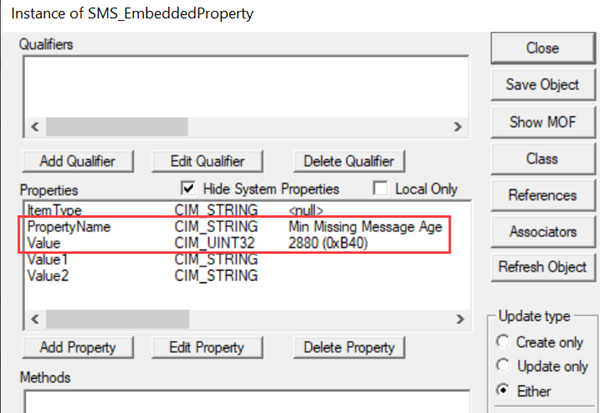 Instance of SMS_EmbeddedProperty
Qualifiers
Close
Save Object
Show MOF
Add Qualifier Edit Qualifier Delete Qualifier
Class
Properties Hide System Properties Local Only
References
ItemType CIM_STRING <null>
PropertyName CIM_STRING Min Missing Message Age
Value CIM_UINT32 2880 (0xB40)
Value1 CIM_STRING
Value2 CIM_STRING
Associators
Refresh Object
Update type
Create only
Update only
Either
Add Property Edit Property Delete Property
Methods